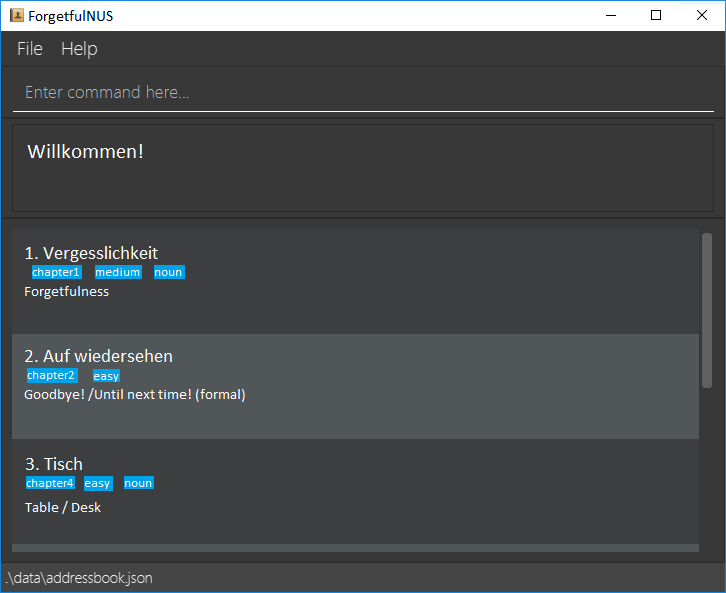 ForgetfulNUS
File Help
Enter command here...
Willkommen!
1. Vergesslichkeit
chapter1 medium noun
Forgetfulness
2. Auf wiedersehen
chapter2 easy
Goodbye! /Until next time! (formal)
3. Tisch
chapter4 easy noun
Table / Desk
.\data\addressbook.json